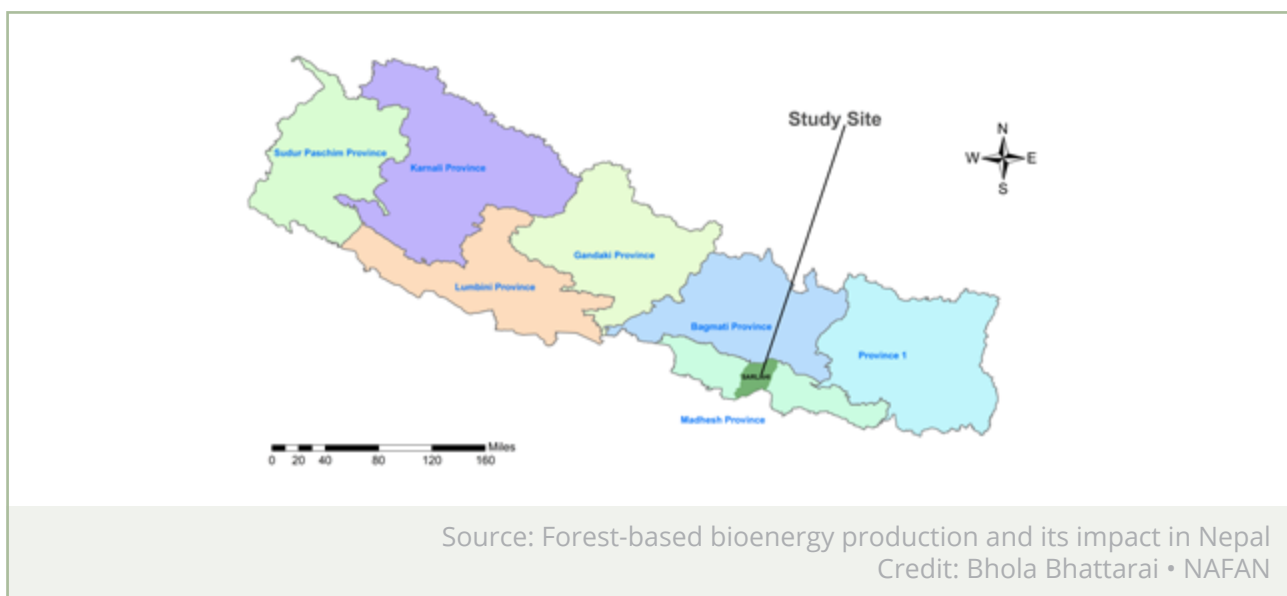 Study Site
N
W E
S
Sudur Paschim Province
Karnali Province
Gandaki Province
Lumbini Province
Bagmati Province
Province 1
SARLAHI
Madhesh Province
Miles
0 20 40 80 120 160
Source: Forest-based bioenergy production and its impact in Nepal
Credit: Bhola Bhattarai • NAFAN